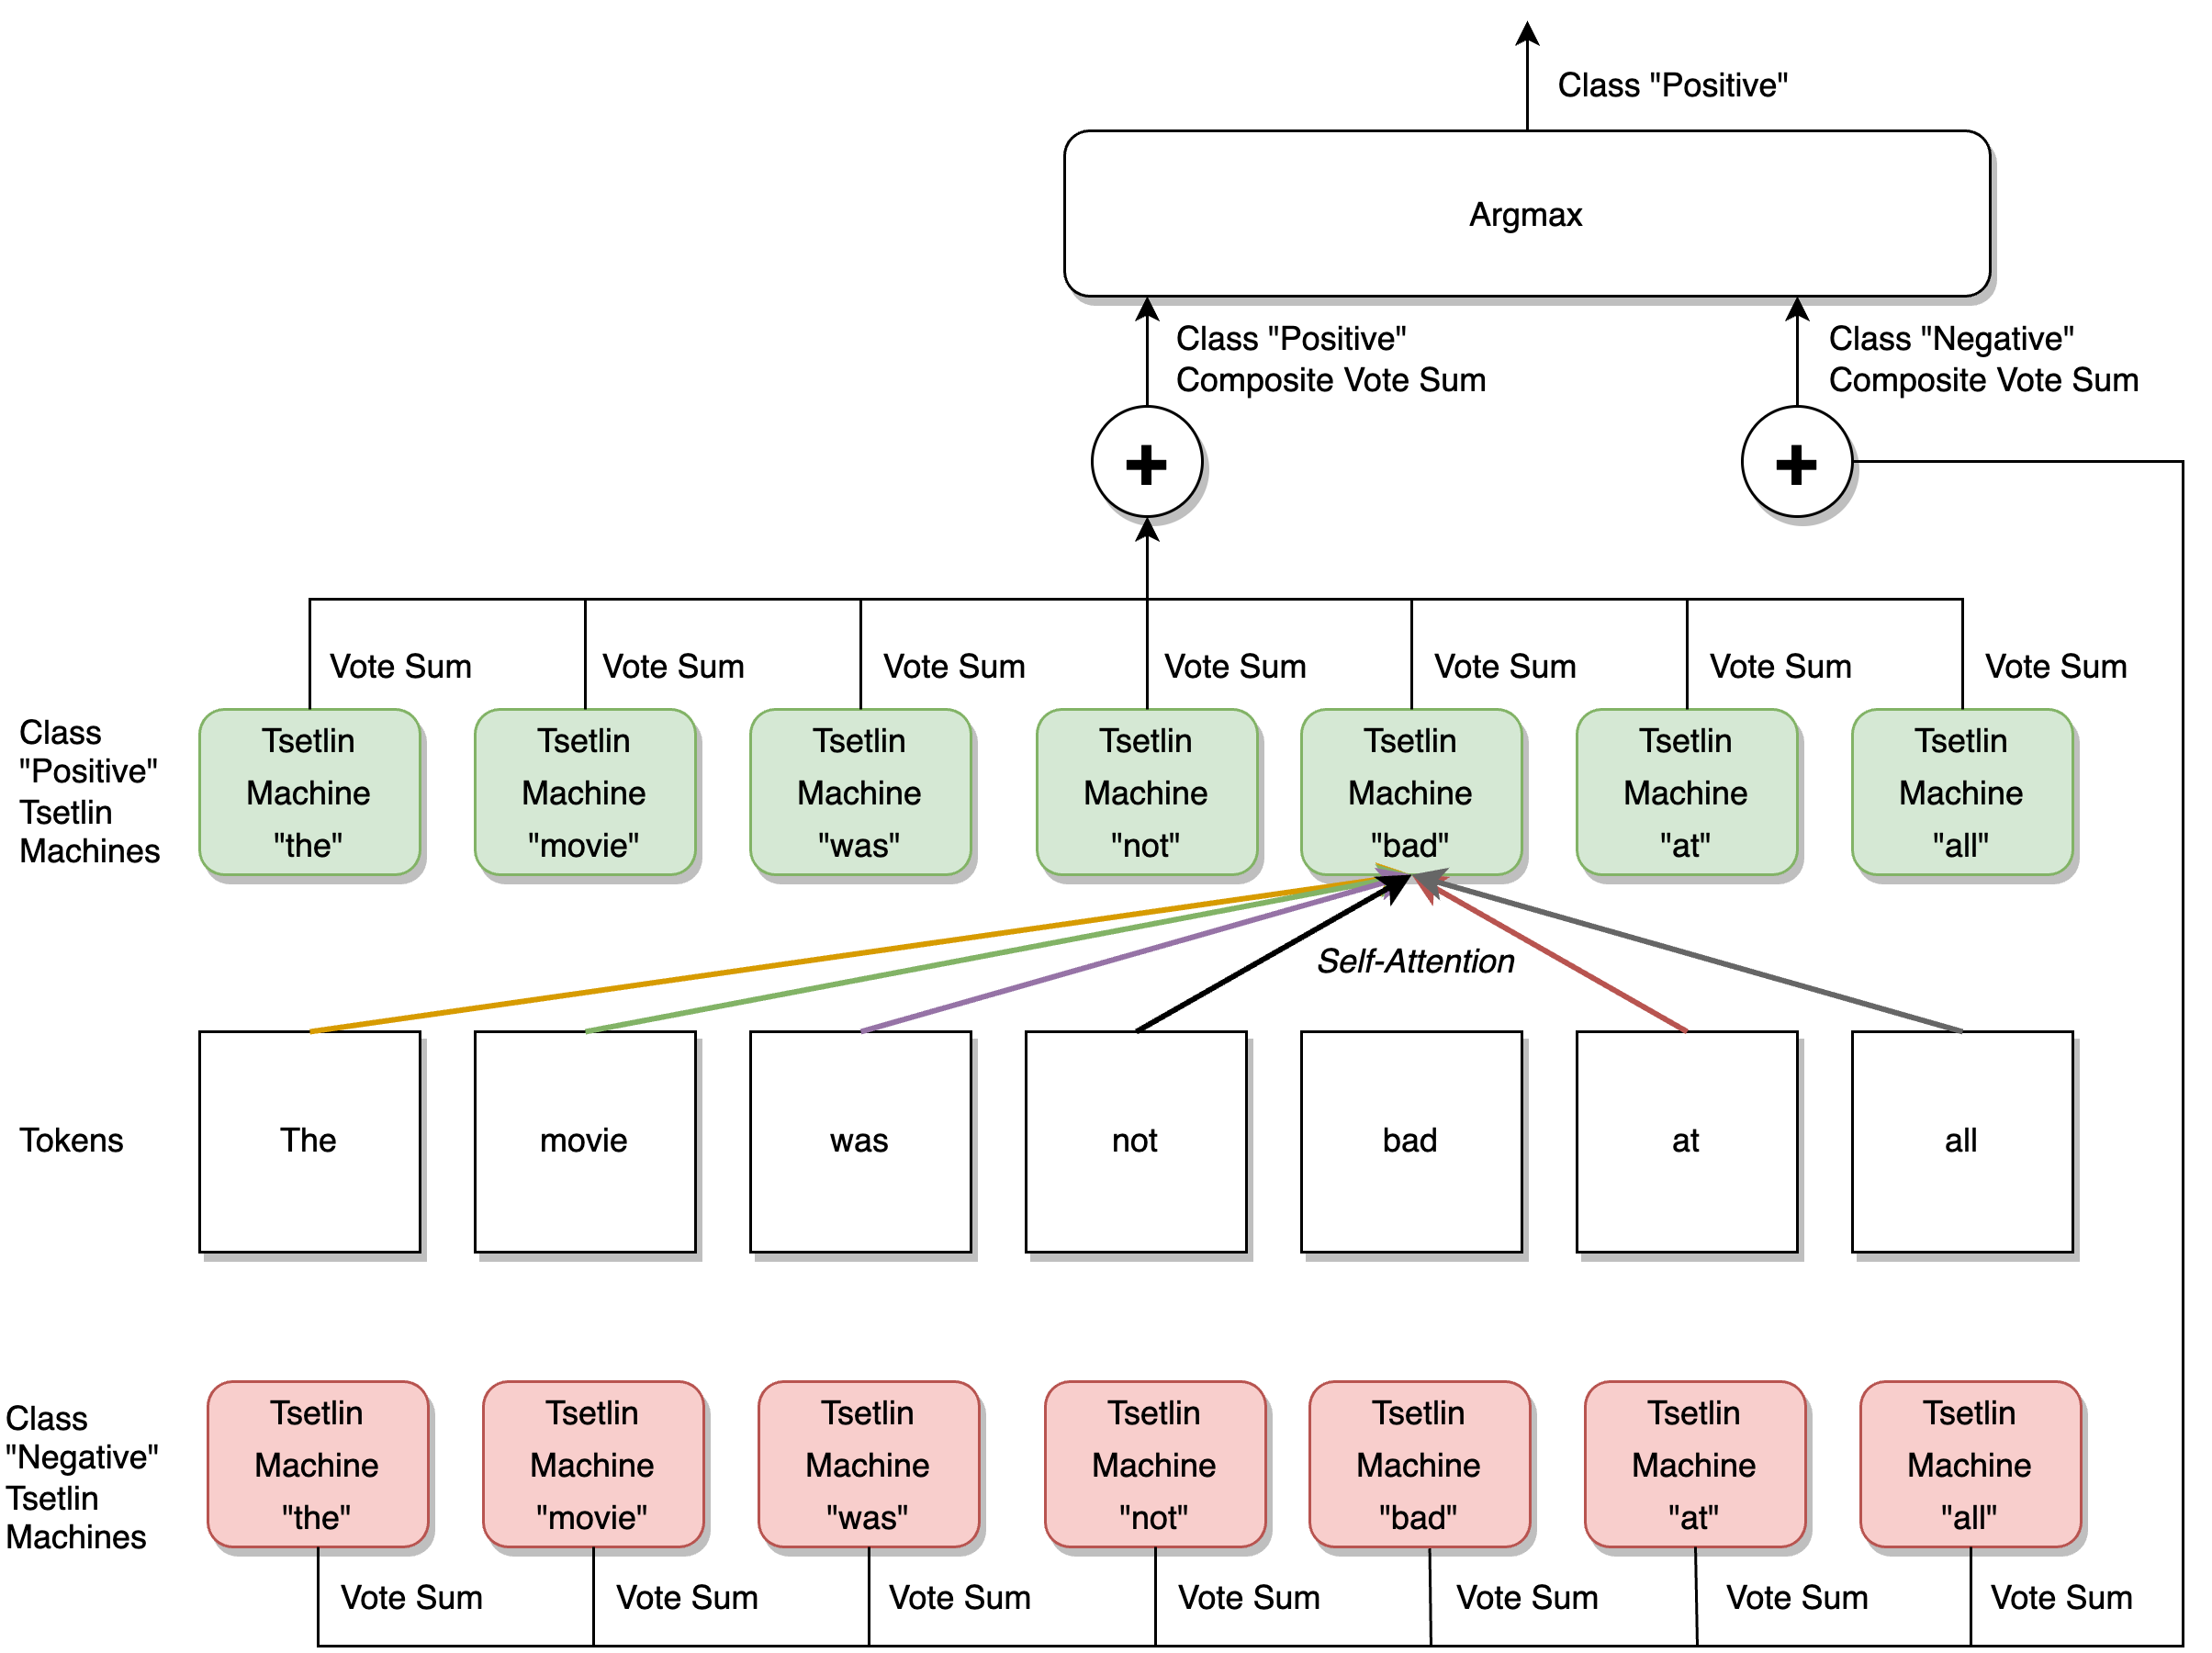 Class "Positive"
Argmax
Class "Positive"
Composite Vote Sum
Class "Negative"
Composite Vote Sum
+
+
Vote Sum
Vote Sum
Vote Sum
Vote Sum
Vote Sum
Vote Sum
Vote Sum
Class
"Positive"
Tsetlin
Machines
Tsetlin
Machine
"the"
Tsetlin
Machine
"movie"
Tsetlin
Machine
"was"
Tsetlin
Machine
"not"
Tsetlin
Machine
"bad"
Tsetlin
Machine
"at"
Tsetlin
Machine
"all"
Self-Attention
Tokens
The
movie
was
not
bad
at
all
Class
"Negative"
Tsetlin
Machines
Tsetlin
Machine
"the"
Tsetlin
Machine
"movie"
Tsetlin
Machine
"was"
Tsetlin
Machine
"not"
Tsetlin
Machine
"bad"
Tsetlin
Machine
"at"
Tsetlin
Machine
"all"
Vote Sum
Vote Sum
Vote Sum
Vote Sum
Vote Sum
Vote Sum
Vote Sum